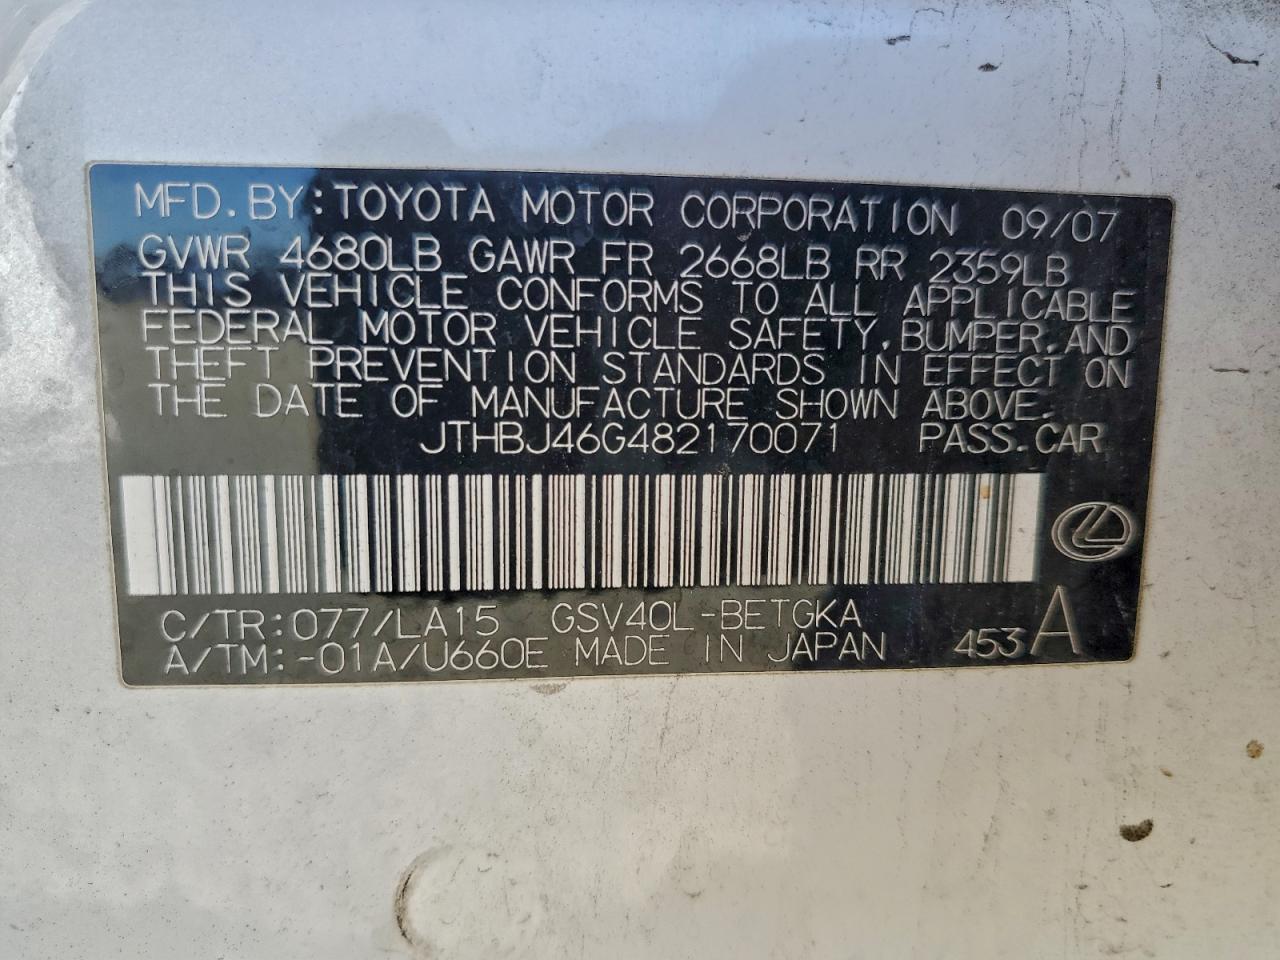 MFD. BY: TOYOTA MOTOR CORPORATION 09/07
GVWR 4680LB GAWR FR 2668LB RR 2359LB
THIS VEHICLE CONFORMS TO ALL APPLICABLE
FEDERAL MOTOR VEHICLE SAFETY, BUMPER, AND
THEFT PREVENTION STANDARDS IN EFFECT ON
THE DATE OF MANUFACTURE SHOWN ABOVE.
JTHBJ46G482170071 PASS. CAR
C/TR: 077/LA15 GSV40L-BETGKA
A/TM: -01A/U660E MADE IN JAPAN 453 A